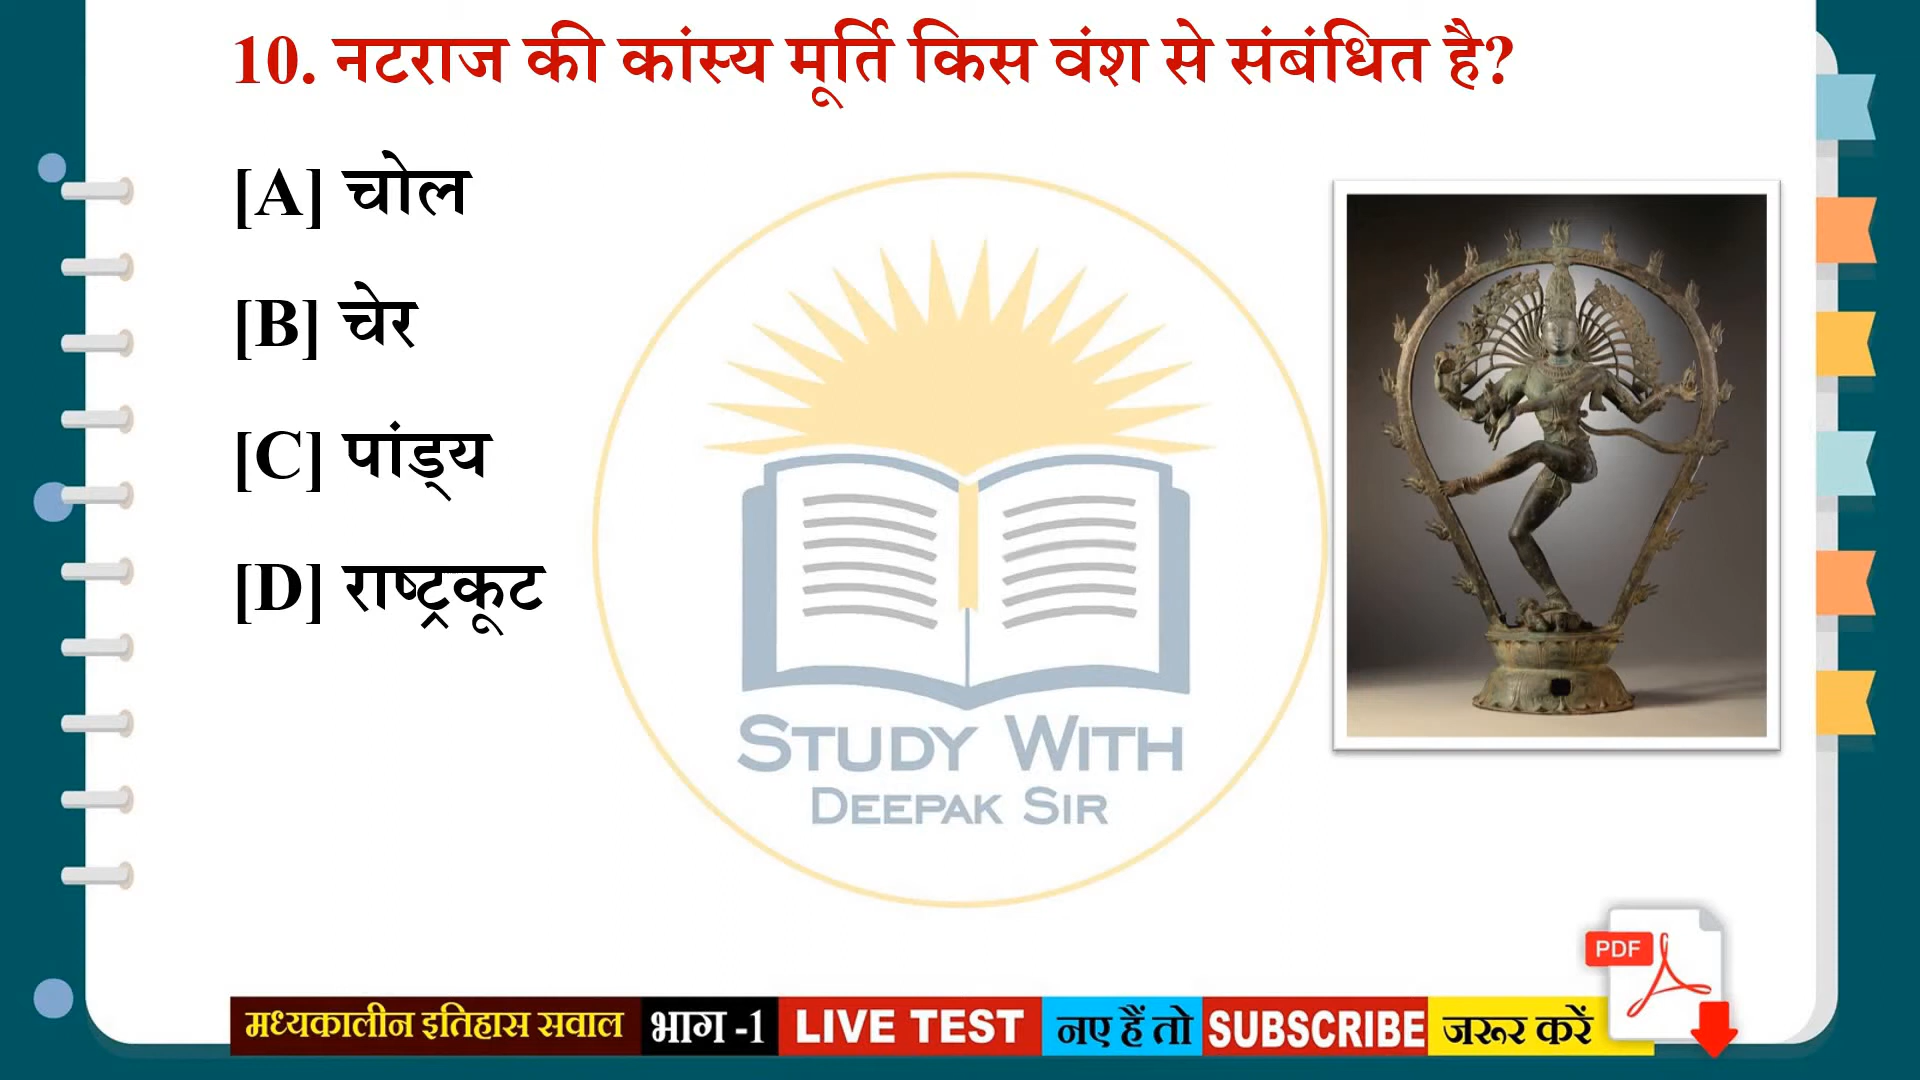 10. नटराज की कांस्य मूर्ति किस वंश से संबंधित है?
[A] चोल
[B] चेर
[C] पांड्य
[D] राष्ट्रकूट
STUDY WITH
DEEPAK SIR
PDF
मध्यकालीन इतिहास सवाल भाग -1 LIVE TEST नए हैं तो SUBSCRIBE जरूर करें